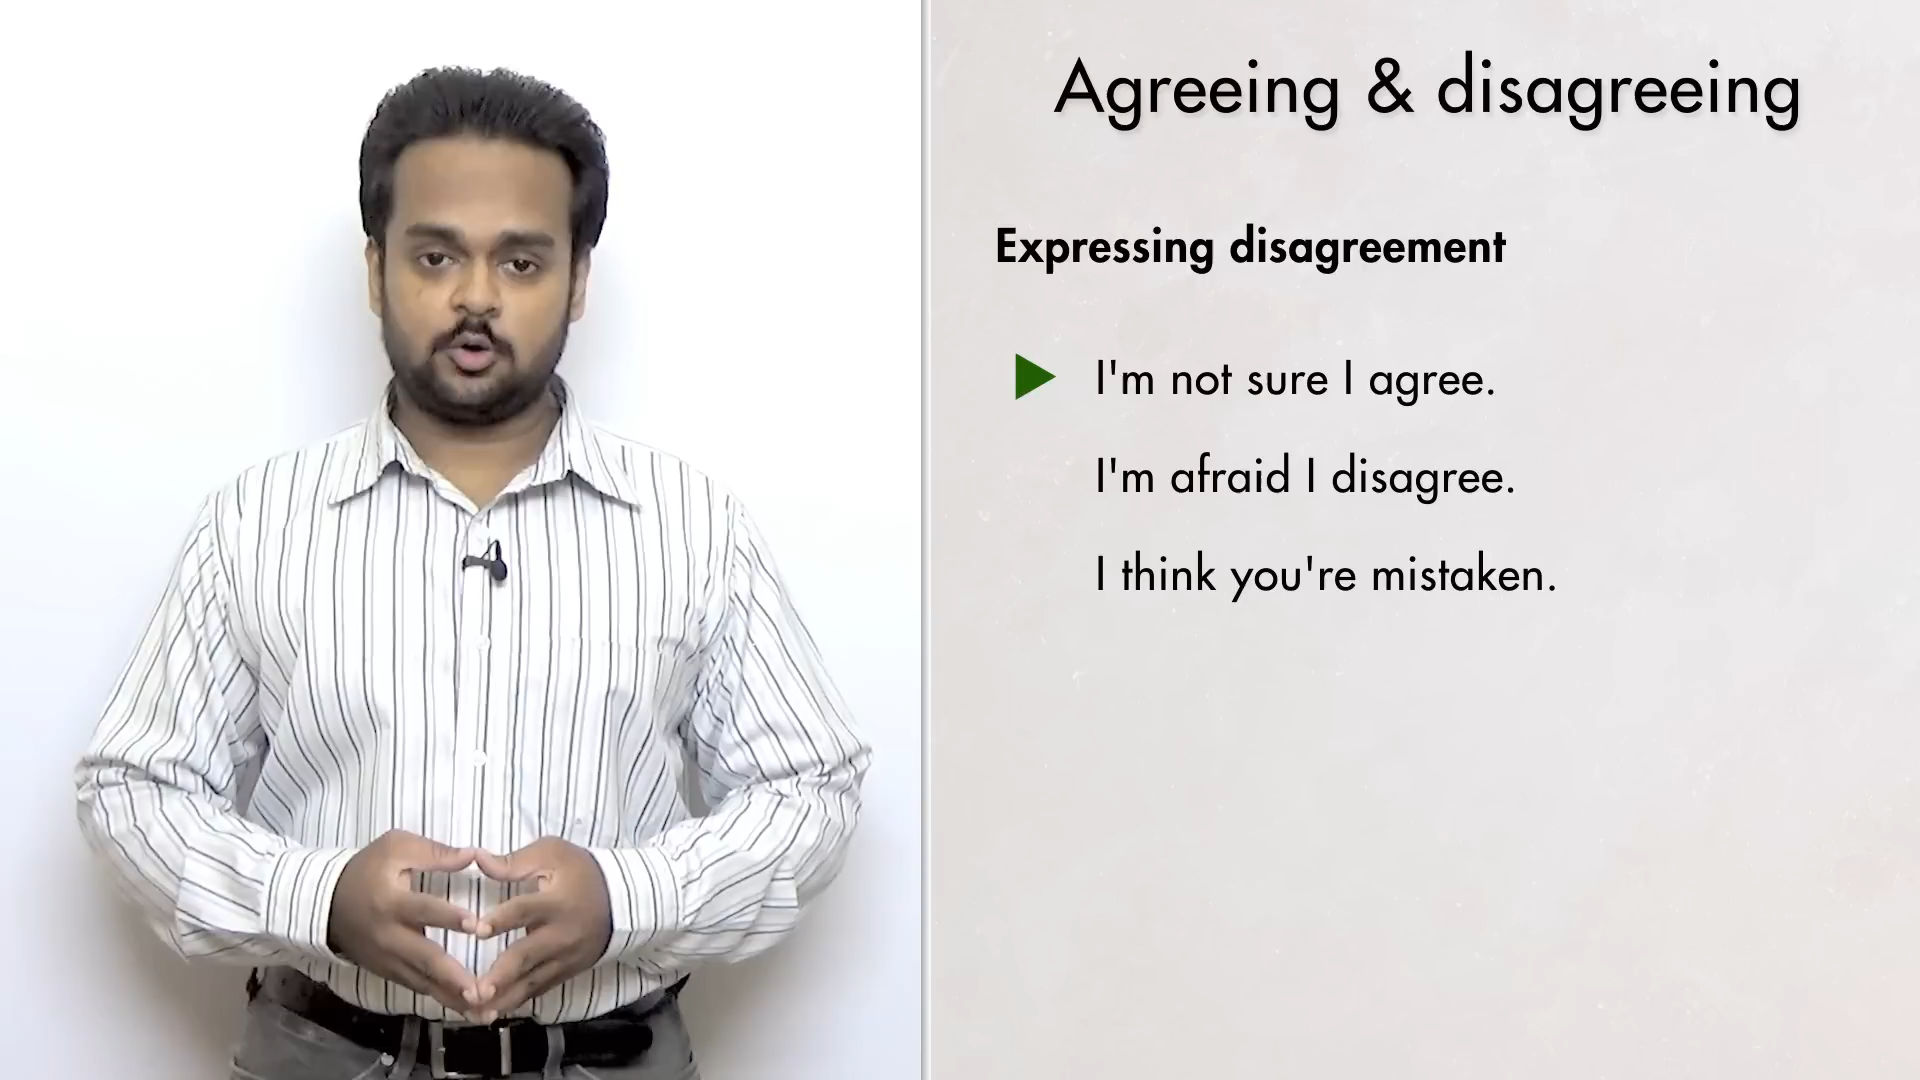 Agreeing & disagreeing
Expressing disagreement
I'm not sure I agree.
I'm afraid I disagree.
I think you're mistaken.